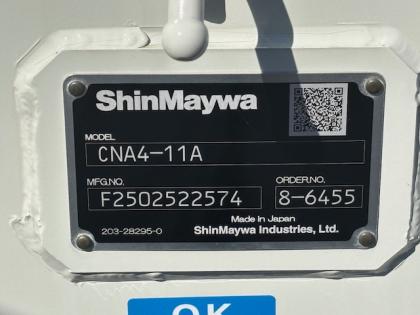 ShinMaywa
MODEL
CNA4-11A
MFG.NO. ORDER.NO.
F2502522574 8-6455
Made in Japan
203-28295-0 ShinMaywa Industries, Ltd.
OK